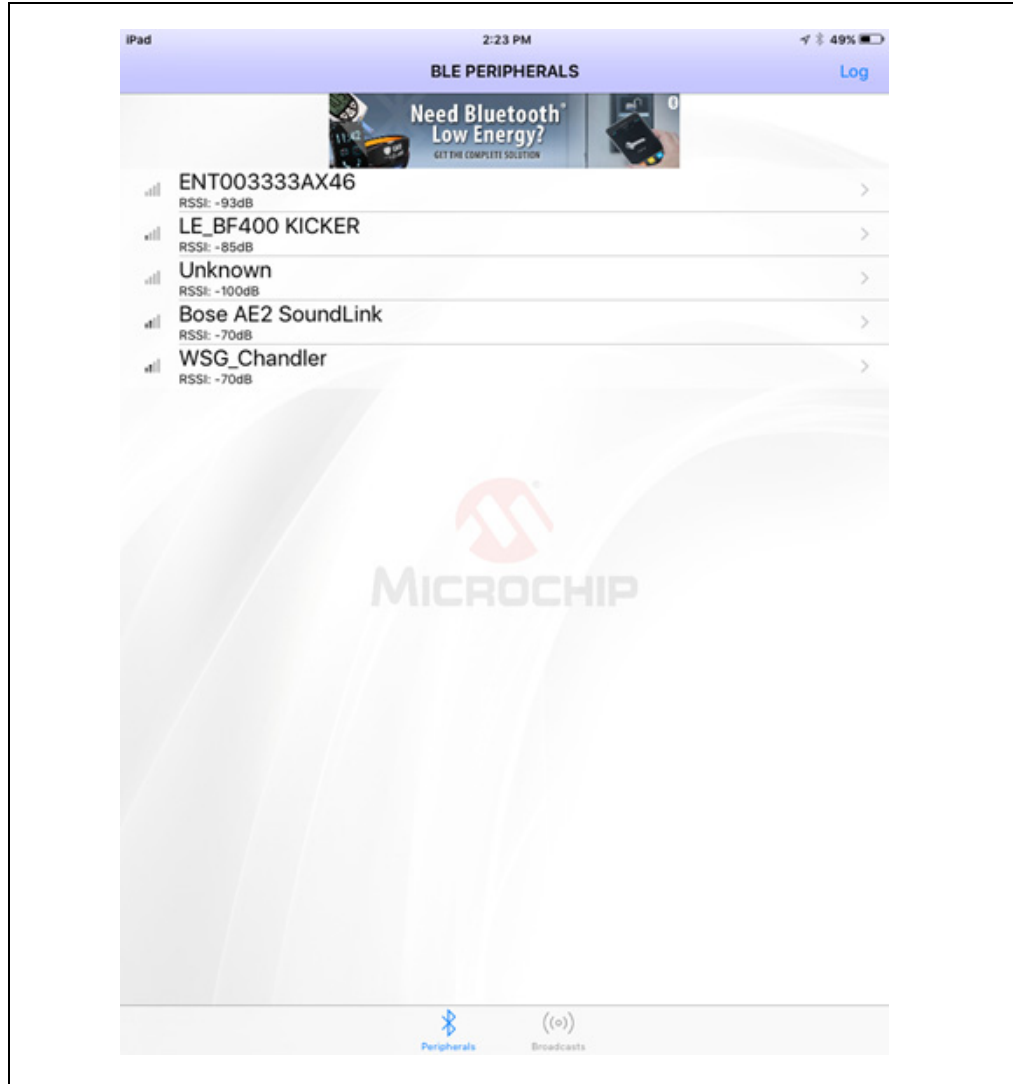 iPad 2:23 PM 49%
BLE PERIPHERALS Log
Need Bluetooth®
Low Energy?
GET THE COMPLETE SOLUTION
ENT003333AX46
RSSI: -93dB
LE_BF400 KICKER
RSSI: -85dB
Unknown
RSSI: -100dB
Bose AE2 SoundLink
RSSI: -70dB
WSG_Chandler
RSSI: -70dB
MICROCHIP
Peripherals Broadcasts